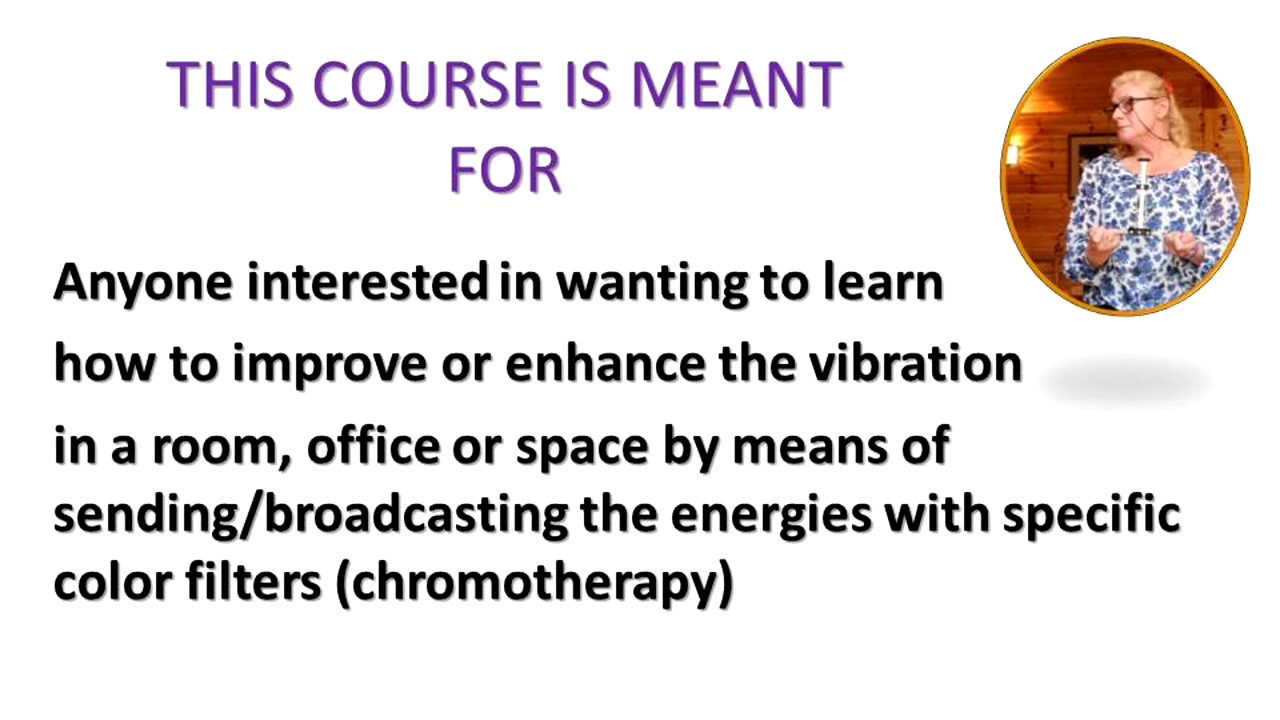 THIS COURSE IS MEANT
FOR
Anyone interested in wanting to learn
how to improve or enhance the vibration
in a room, office or space by means of
sending/broadcasting the energies with specific
color filters (chromotherapy)